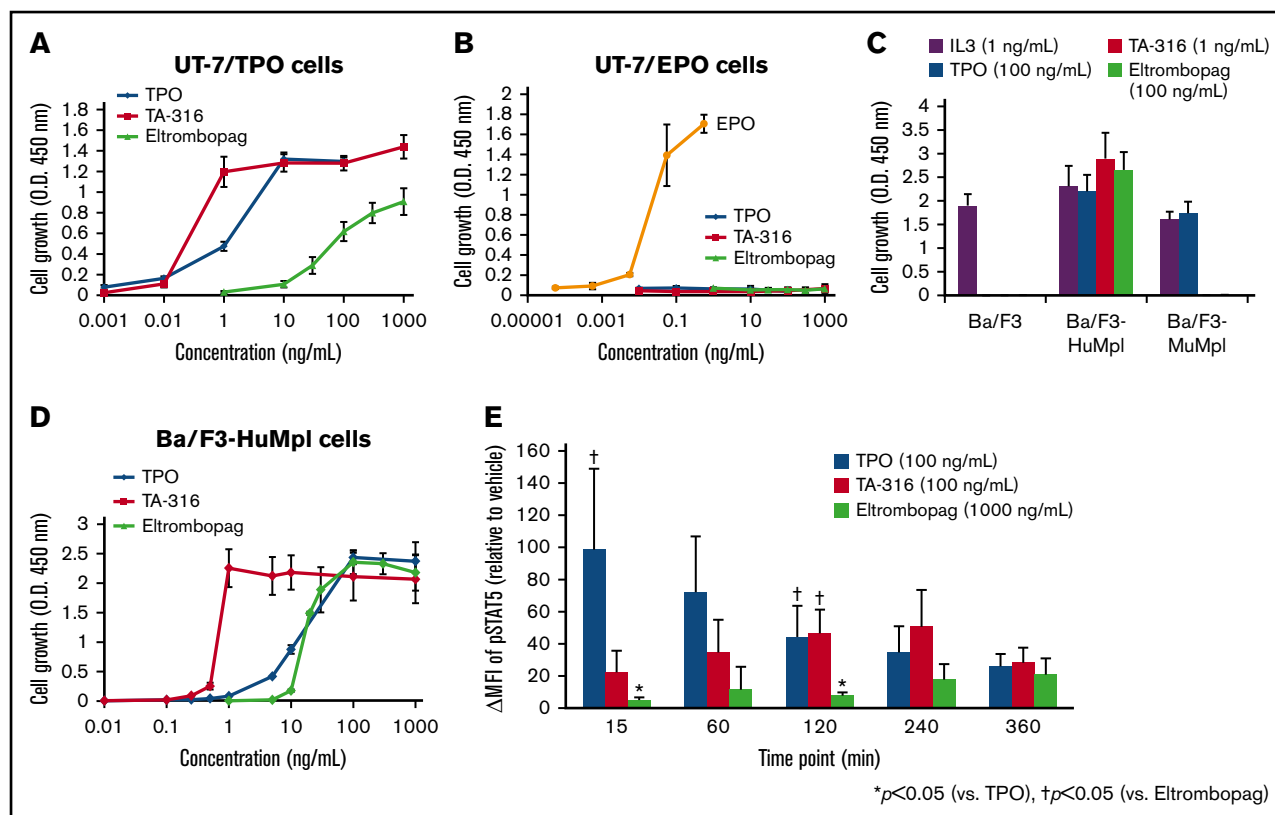 A
UT-7/TPO cells
TPO
TA-316
Eltrombopag
Cell growth (O.D. 450 nm)
1.8
1.6
1.4
1.2
1
0.8
0.6
0.4
0.2
0
0.001 0.01 1 10 100 1000
Concentration (ng/mL)
B
UT-7/EPO cells
EPO
TPO
TA-316
Eltrombopag
Cell growth (O.D. 450 nm)
2
1.8
1.6
1.4
1.2
1
0.8
0.6
0.4
0.2
0
0.00001 0.001 0.1 10 1000
Concentration (ng/mL)
C
IL3 (1 ng/mL)
TPO (100 ng/mL)
TA-316 (1 ng/mL)
Eltrombopag
(100 ng/mL)
Cell growth (O.D. 450 nm)
4
3.5
3
2.5
2
1.5
1
0.5
0
Ba/F3
Ba/F3-
HuMpl
Ba/F3-
MuMpl
D
Ba/F3-HuMpl cells
TPO
TA-316
Eltrombopag
Cell growth (O.D. 450 nm)
3
2.5
2
1.5
1
0.5
0
0.01 0.1 1 10 100 1000
Concentration (ng/mL)
E
TPO (100 ng/mL)
TA-316 (100 ng/mL)
Eltrombopag (1000 ng/mL)
ΔMFI of pSTAT5 (relative to vehicle)
160
140
120
100
80
60
40
20
0
†
*
† †
*
15 60 120 240 360
Time point (min)
*p<0.05 (vs. TPO), †p<0.05 (vs. Eltrombopag)